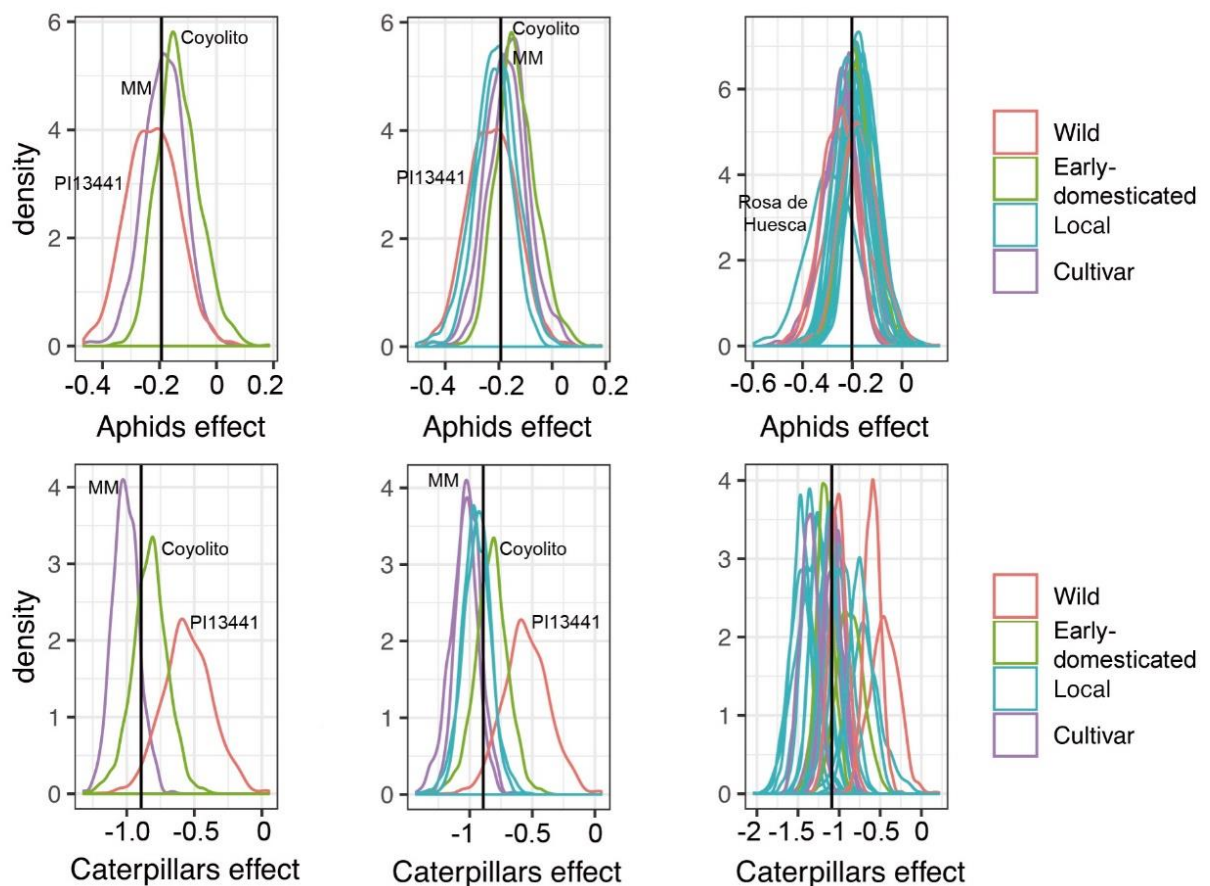 density
6
4
2
0
Coyolito
MM
PI13441
-0.4
-0.2
0
0.2
Aphids effect
6
4
2
0
Coyolito
MM
PI13441
-0.4
-0.2
0
0.2
Aphids effect
6
4
2
0
Rosa de
Huesca
-0.6
-0.4
-0.2
0
Aphids effect
Wild
Early-
domesticated
Local
Cultivar
density
4
3
2
1
0
MM
Coyolito
PI13441
-1.0
-0.5
0
Caterpillars effect
4
3
2
1
0
MM
Coyolito
PI13441
-1
-0.5
0
Caterpillars effect
4
3
2
1
0
-2
-1.5
-1
-0.5
0
Caterpillars effect
Wild
Early-
domesticated
Local
Cultivar